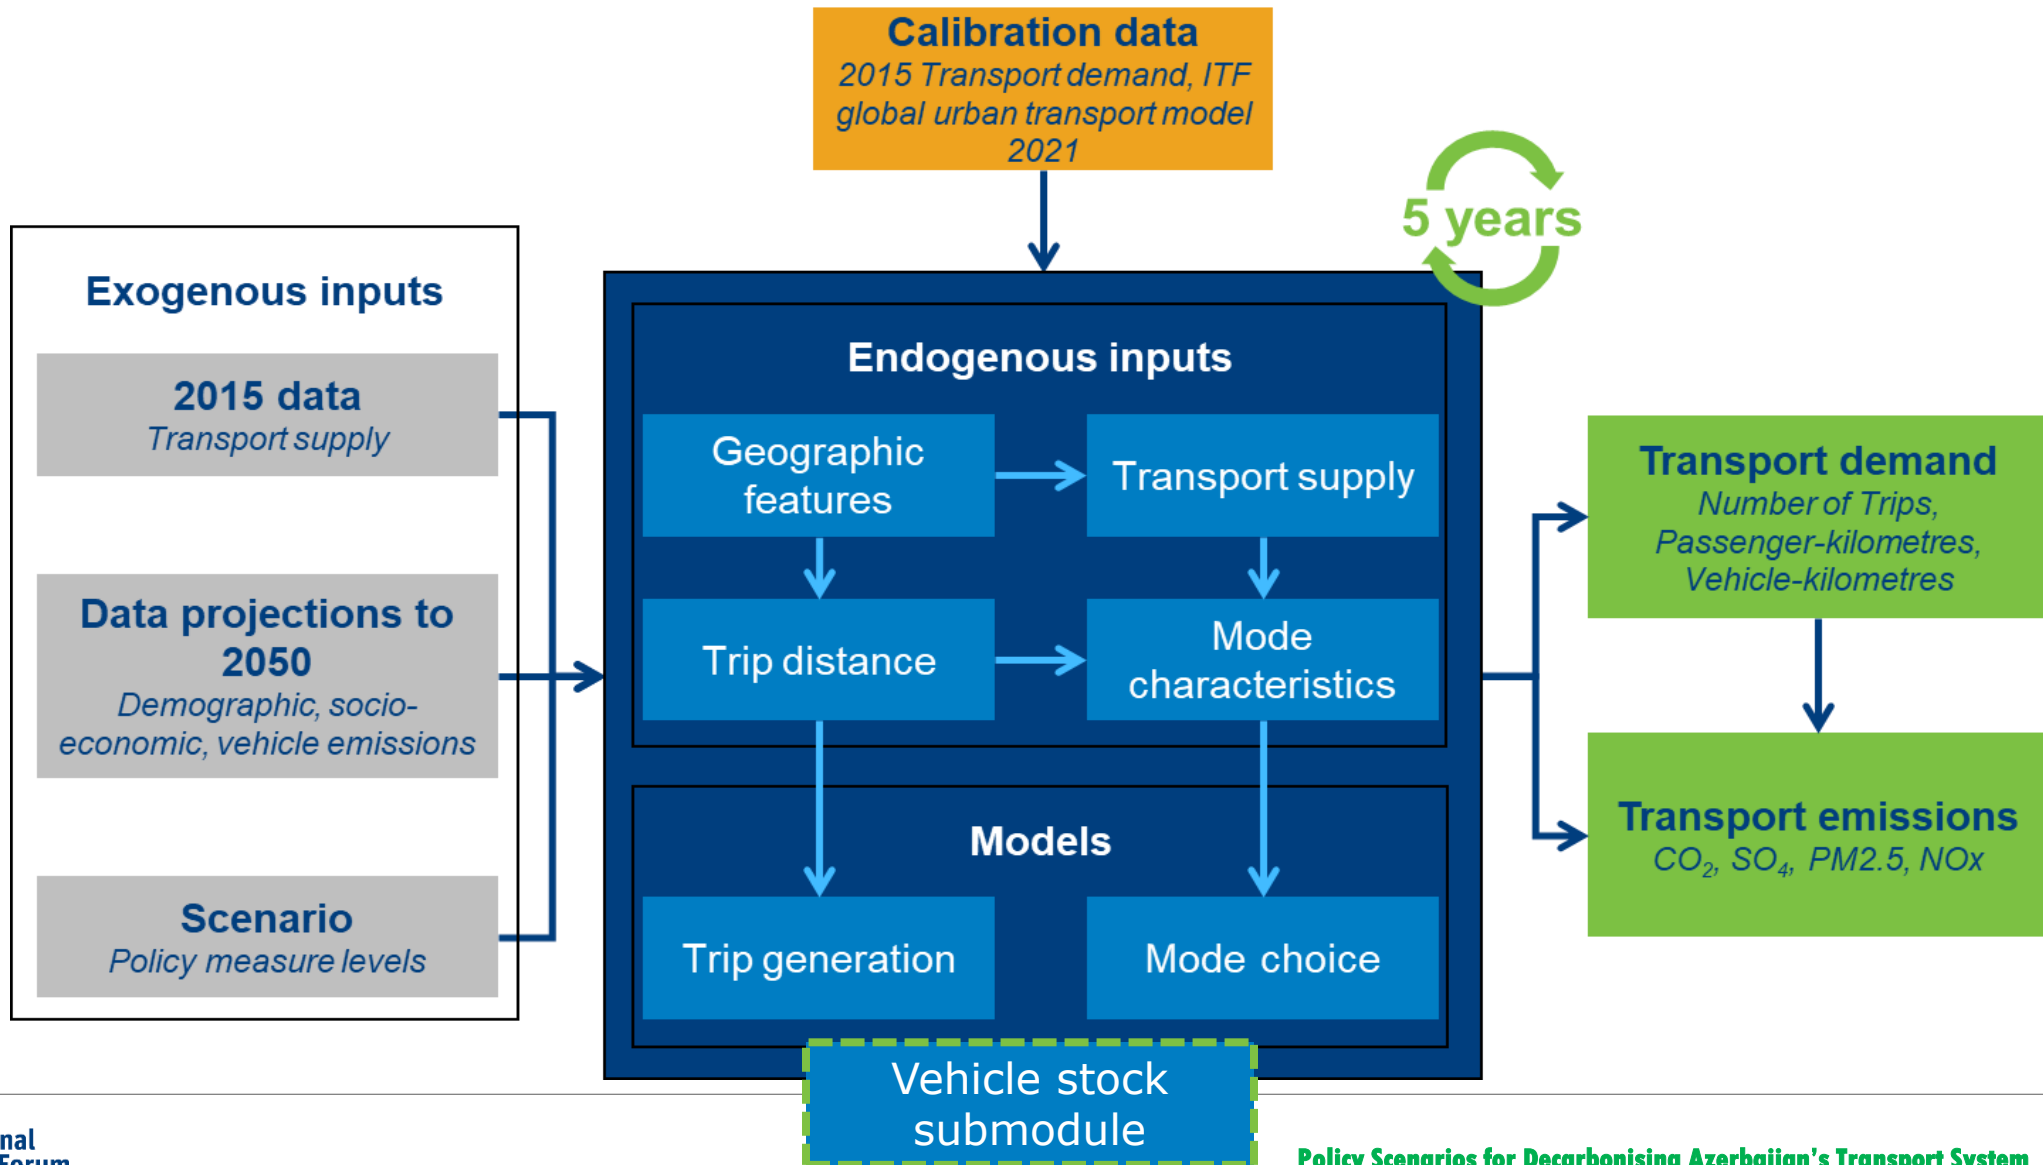 Calibration data
2015 Transport demand, ITF
global urban transport model
2021
5 years
Exogenous inputs
2015 data
Transport supply
Data projections to
2050
Demographic, socio-
economic, vehicle emissions
Scenario
Policy measure levels
Endogenous inputs
Geographic
features
Transport supply
Trip distance
Mode
characteristics
Models
Trip generation
Mode choice
Vehicle stock
submodule
Transport demand
Number of Trips,
Passenger-kilometres,
Vehicle-kilometres
Transport emissions
CO₂, SO₄, PM2.5, NOx
nal
Forum
Policy Scenarios for Decarbonising Azerbaijan's Transport System